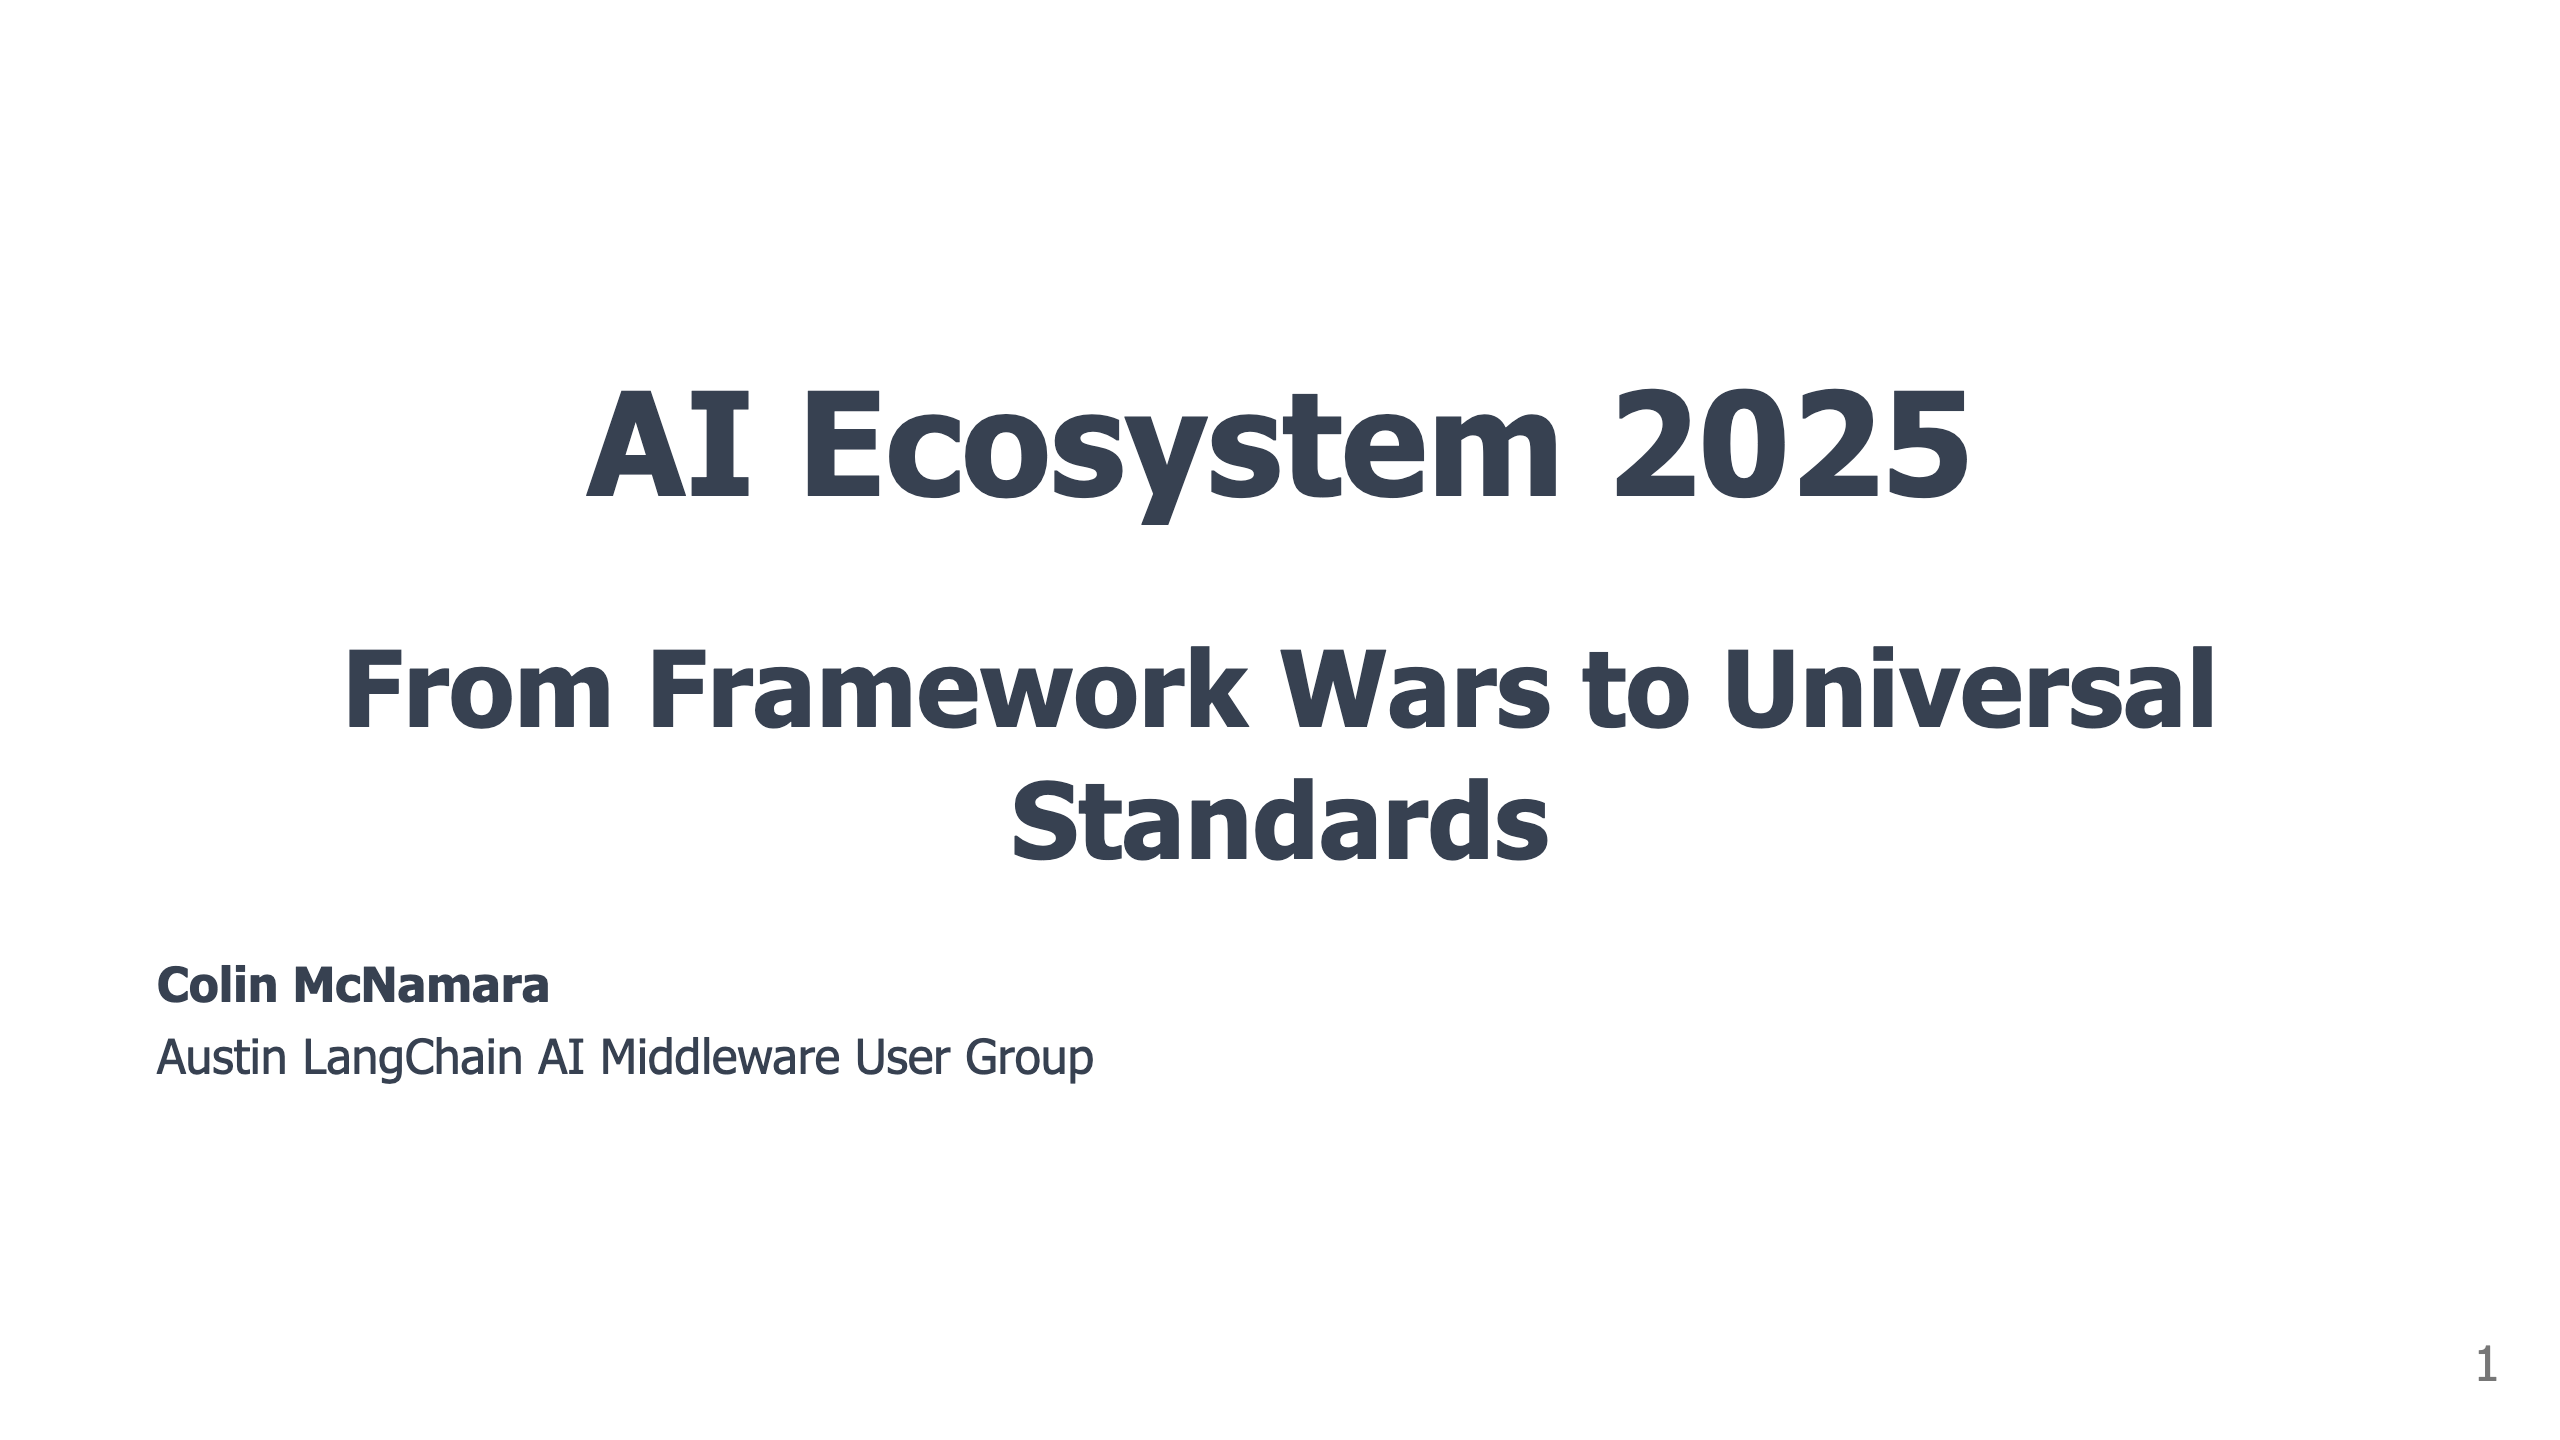 AI Ecosystem 2025
From Framework Wars to Universal
Standards
Colin McNamara
Austin LangChain AI Middleware User Group
1